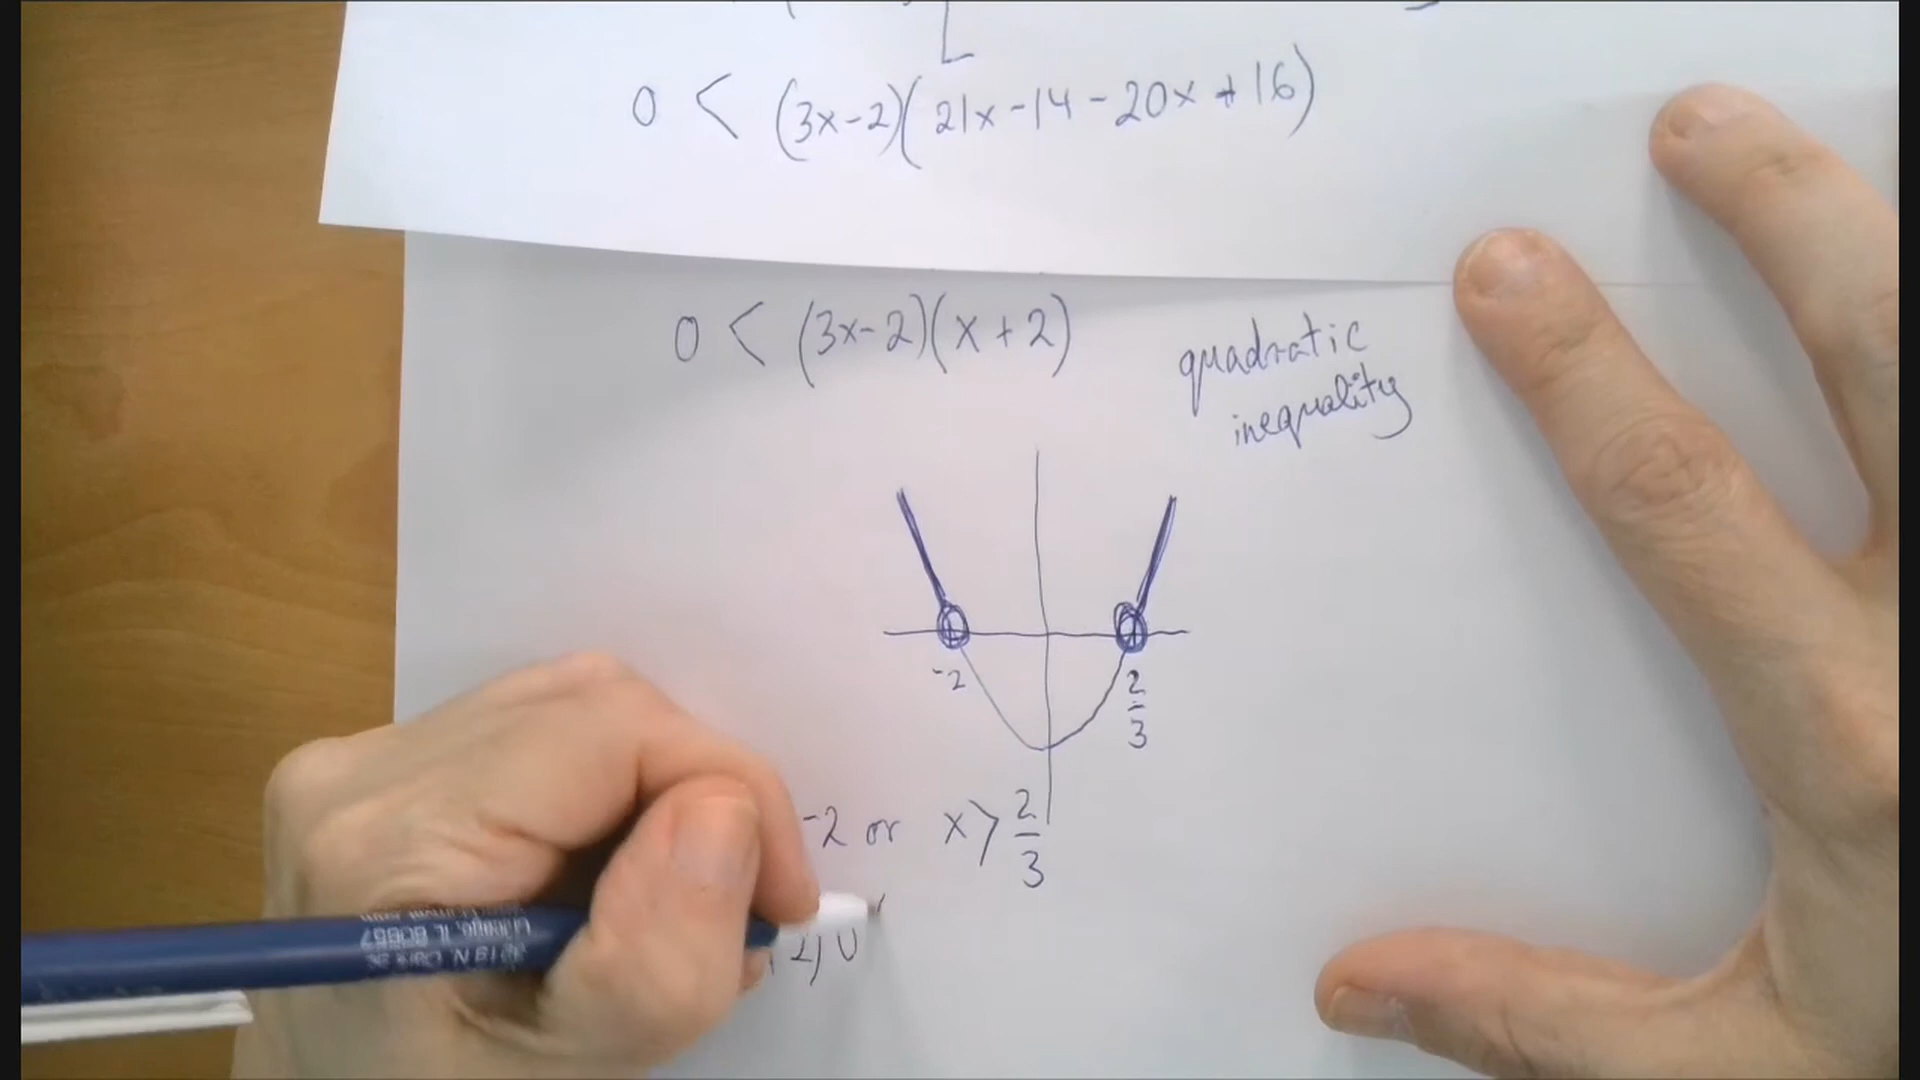 0 < (3x-2)(21x-14-20x+16)
0 < (3x-2)(x+2)
quadratic
inequality
-2
2/3
-2 or x > 2/3
2) U